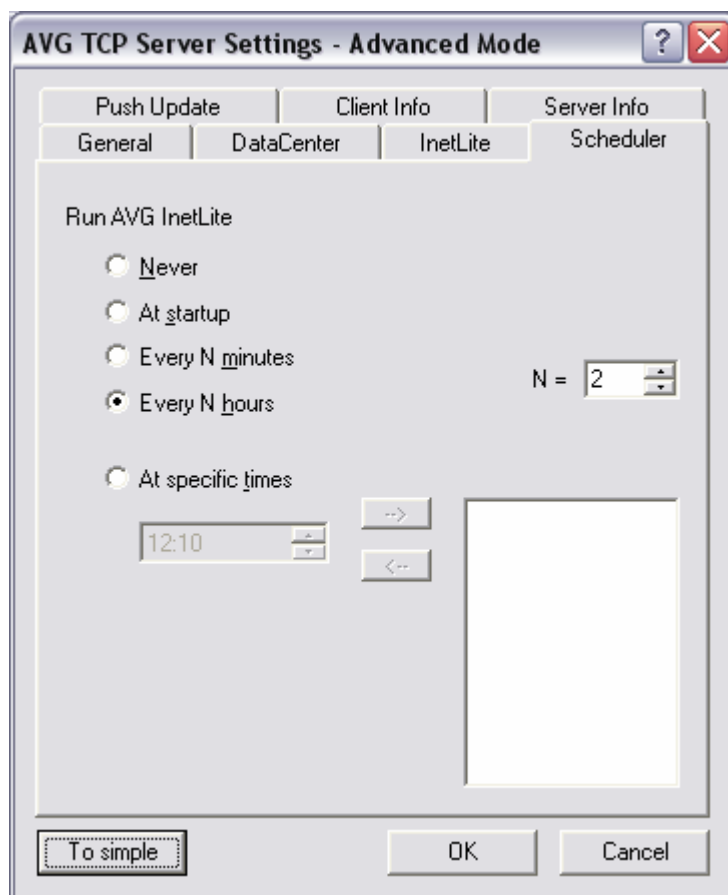 AVG TCP Server Settings - Advanced Mode
Push Update Client Info Server Info
General DataCenter InetLite Scheduler
Run AVG InetLite
Never
At startup
Every N minutes
N = 2
Every N hours
At specific times
12:10
-->
<--
To simple OK Cancel